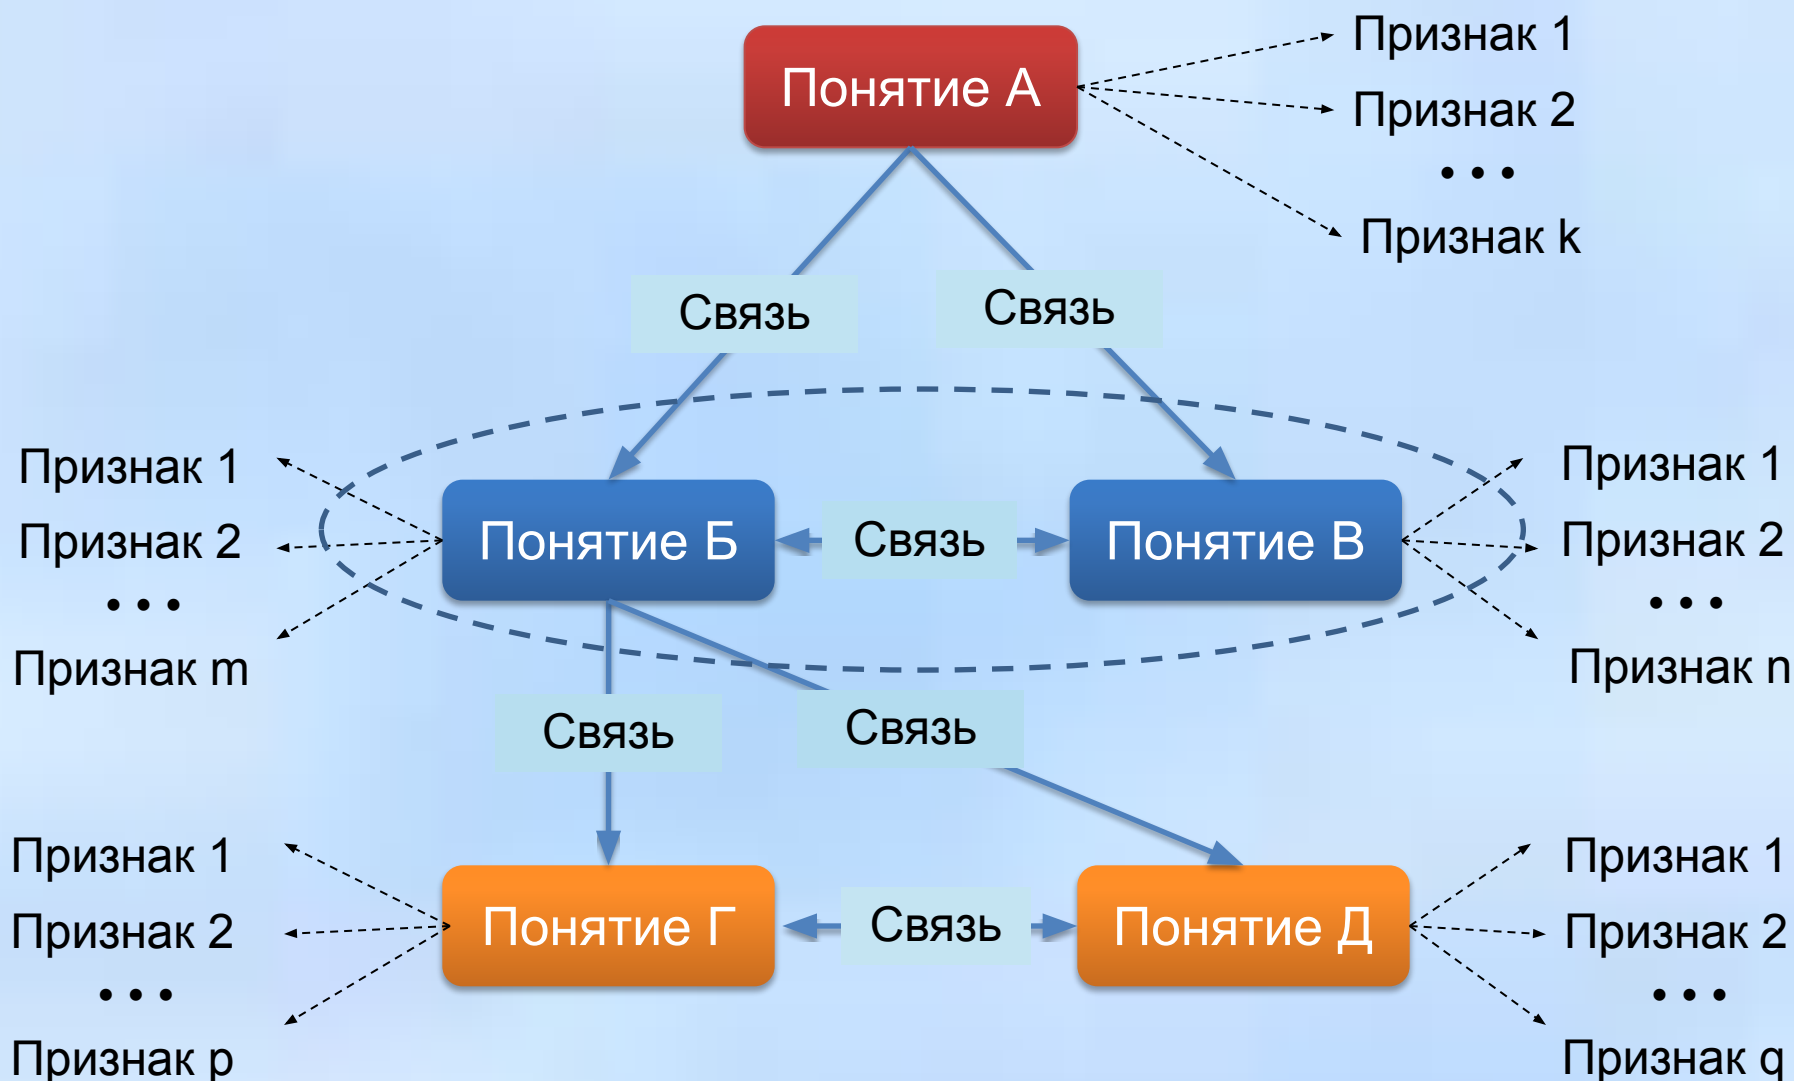 Понятие А
Признак 1
Признак 2
...
Признак k
Связь
Связь
Признак 1
Признак 2
...
Признак m
Понятие Б
Связь
Понятие В
Признак 1
Признак 2
...
Признак n
Связь
Связь
Признак 1
Признак 2
...
Признак p
Понятие Г
Связь
Понятие Д
Признак 1
Признак 2
...
Признак q